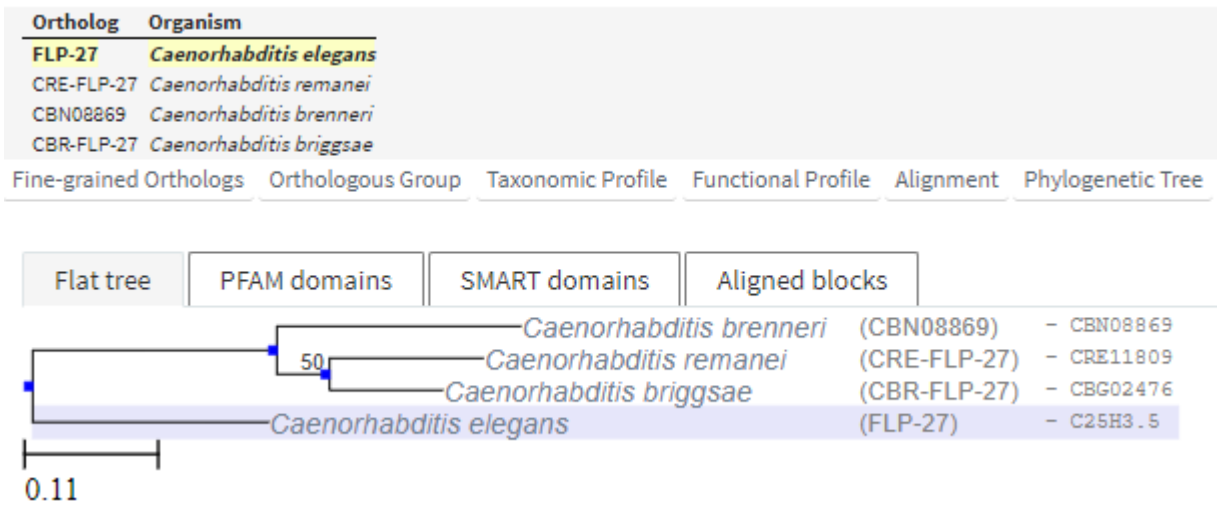 Ortholog Organism
FLP-27 Caenorhabditis elegans
CRE-FLP-27 Caenorhabditis remanei
CBN08869 Caenorhabditis brenneri
CBR-FLP-27 Caenorhabditis briggsae
Fine-grained Orthologs Orthologous Group Taxonomic Profile Functional Profile Alignment Phylogenetic Tree
Flat tree PFAM domains SMART domains Aligned blocks
Caenorhabditis brenneri (CBN08869) - CBN08869
50 Caenorhabditis remanei (CRE-FLP-27) - CRE11809
Caenorhabditis briggsae (CBR-FLP-27) - CBG02476
Caenorhabditis elegans (FLP-27) - C25H3.5
0.11